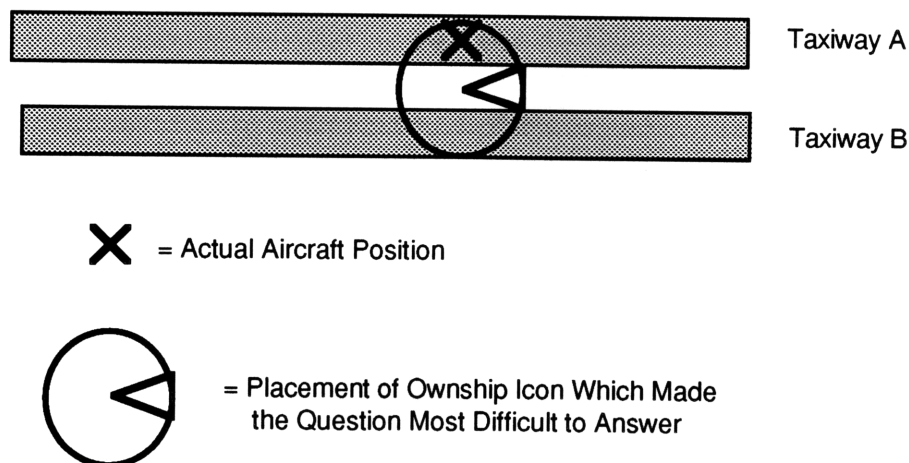 Taxiway A
Taxiway B
= Actual Aircraft Position
= Placement of Ownship Icon Which Made
the Question Most Difficult to Answer